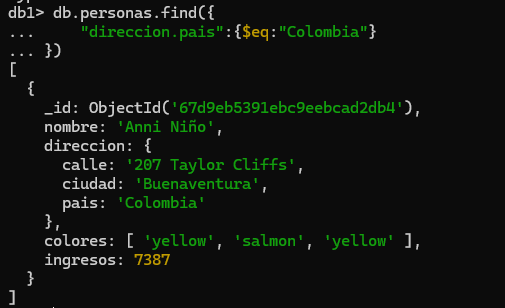 db1> db.personas.find({
...     "direccion.pais":{$eq:"Colombia"}
... })
[
  {
    _id: ObjectId('67d9eb5391ebc9eebcad2db4'),
    nombre: 'Anni Niño',
    direccion: {
      calle: '207 Taylor Cliffs',
      ciudad: 'Buenaventura',
      pais: 'Colombia'
    },
    colores: [ 'yellow', 'salmon', 'yellow' ],
    ingresos: 7387
  }
]